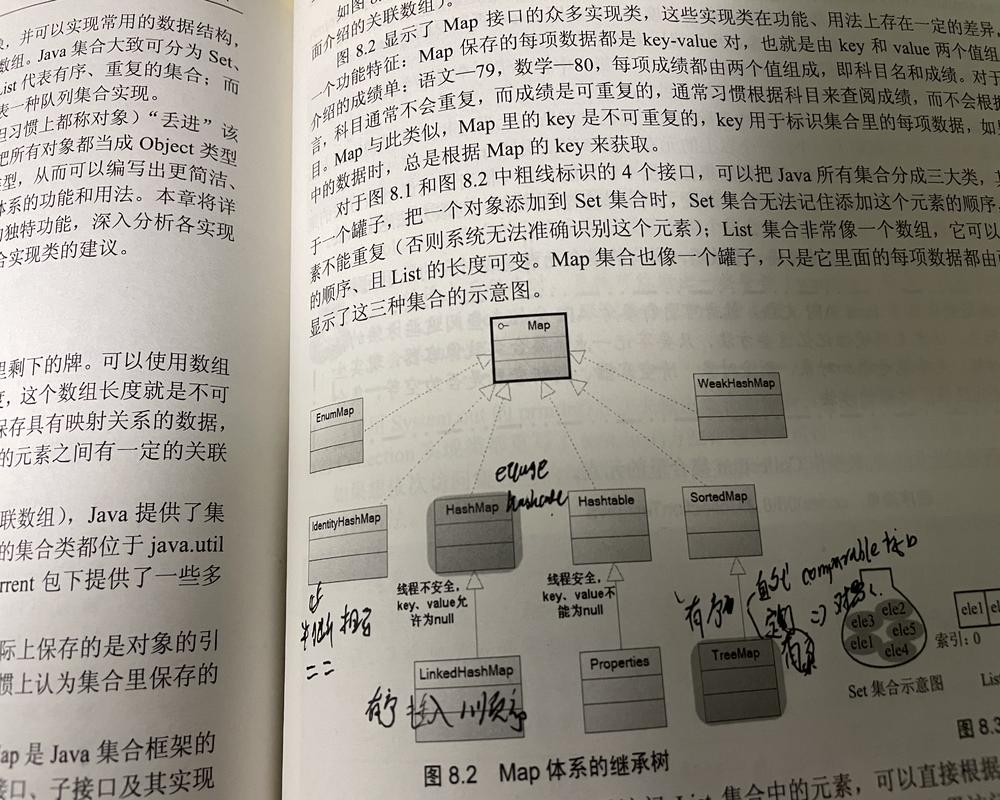 象，并可以实现常用的数据结构，
数组。Java 集合大致可分为 Set、
List 代表有序、重复的集合；而
表一种队列集合实现。
但习惯上都称对象）“丢进”该
把所有对象都当成 Object 类型
类型，从而可以编写出更简洁、
体系的功能和用法。本章将详
的独特功能，深入分析各实现
合实现类的建议。
里剩下的牌。可以使用数组
度，这个数组长度就是不可
保存具有映射关系的数据，
的元素之间有一定的关联
联数组），Java 提供了集
的集合类都位于 java.util
rrent 包下提供了一些多
际上保存的是对象的引
惯上认为集合里保存的
Map 是 Java 集合框架的
接口、子接口及其实现
面介绍的关联数组）。
图 8.2 显示了 Map 接口的众多实现类，这些实现类在功能、用法上存在一定的差异，
一个功能特征：Map 保存的每项数据都是 key-value 对，也就是由 key 和 value 两个值组
介绍的成绩单：语文—79，数学—80，每项成绩都由两个值组成，即科目名和成绩。对于
言，科目通常不会重复，而成绩是可重复的，通常习惯根据科目来查阅成绩，而不会根据
目。Map 与此类似，Map 里的 key 是不可重复的，key 用于标识集合里的每项数据，如果
中的数据时，总是根据 Map 的 key 来获取。
对于图 8.1 和图 8.2 中粗线标识的 4 个接口，可以把 Java 所有集合分成三大类，其
于一个罐子，把一个对象添加到 Set 集合时，Set 集合无法记住添加这个元素的顺序，
素不能重复（否则系统无法准确识别这个元素）；List 集合非常像一个数组，它可以
的顺序、且 List 的长度可变。Map 集合也像一个罐子，只是它里面的每项数据都由
显示了这三种集合的示意图。
Map
EnumMap
WeakHashMap
hashcode
IdentityHashMap
HashMap
Hashtable
SortedMap
线程不安全，
key、value允
许为null
线程安全，
key、value不
能为null
comparable 接口
有序
定制
判断 相等
==
LinkedHashMap
Properties
TreeMap
有序 插入 顺序
ele2
ele3
ele5
ele1
ele4
ele1
索引: 0
Set 集合示意图
List
图 8.3
图 8.2 Map 体系的继承树
List 集合中的元素，可以直接根据